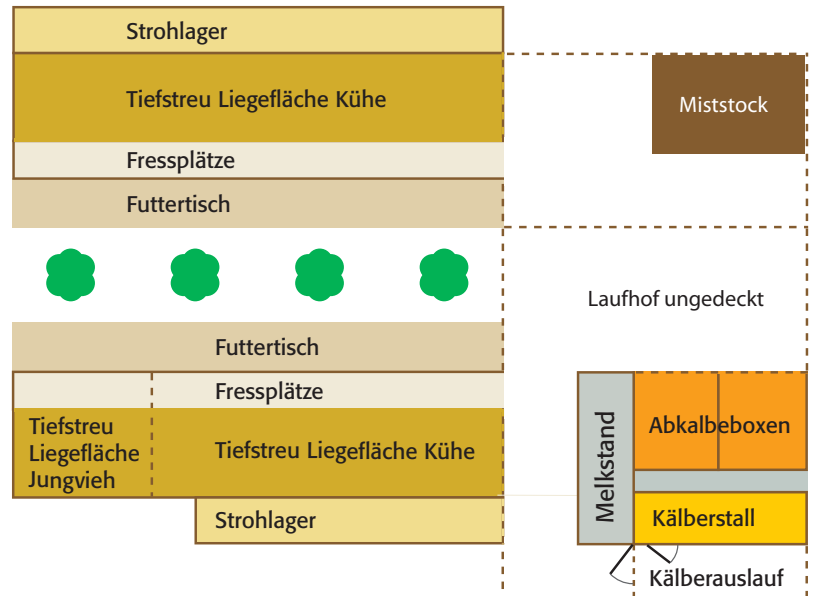 Strohlager
Tiefstreu Liegefläche Kühe
Fressplätze
Futtertisch
Miststock
Laufhof ungedeckt
Futtertisch
Fressplätze
Tiefstreu
Liegefläche
Jungvieh
Tiefstreu Liegefläche Kühe
Strohlager
Melkstand
Abkalbeboxen
Kälberstall
Kälberauslauf